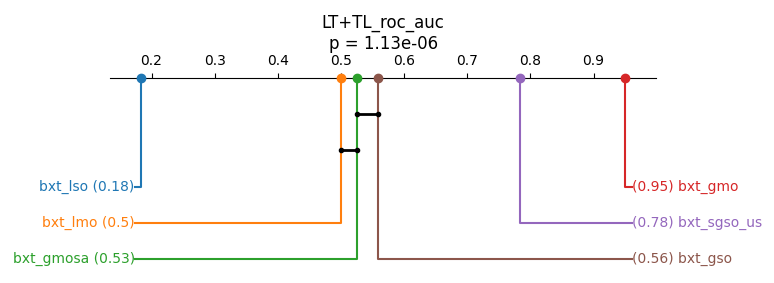 LT+TL_roc_auc
p = 1.13e-06
0.2 0.3 0.4 0.5 0.6 0.7 0.8 0.9
bxt_lso (0.18) (0.95) bxt_gmo
bxt_lmo (0.5) (0.78) bxt_sgso_us
bxt_gmosa (0.53) (0.56) bxt_gso